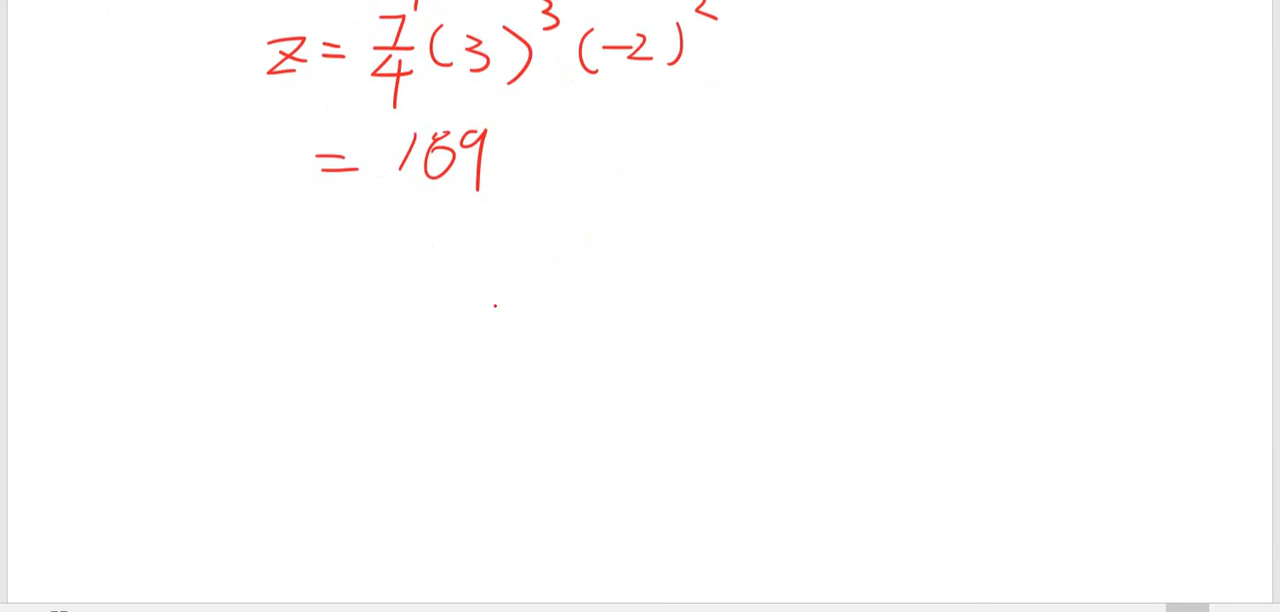 z = 7/4 (3)³ (-2)²
= 189